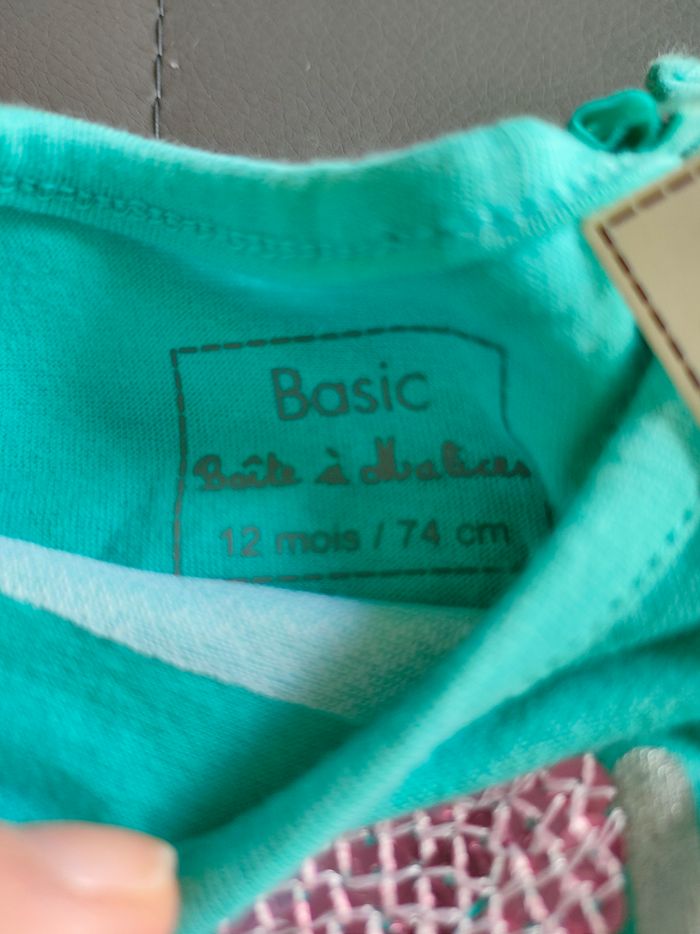 Basic
Boîte à Malices
12 mois / 74 cm